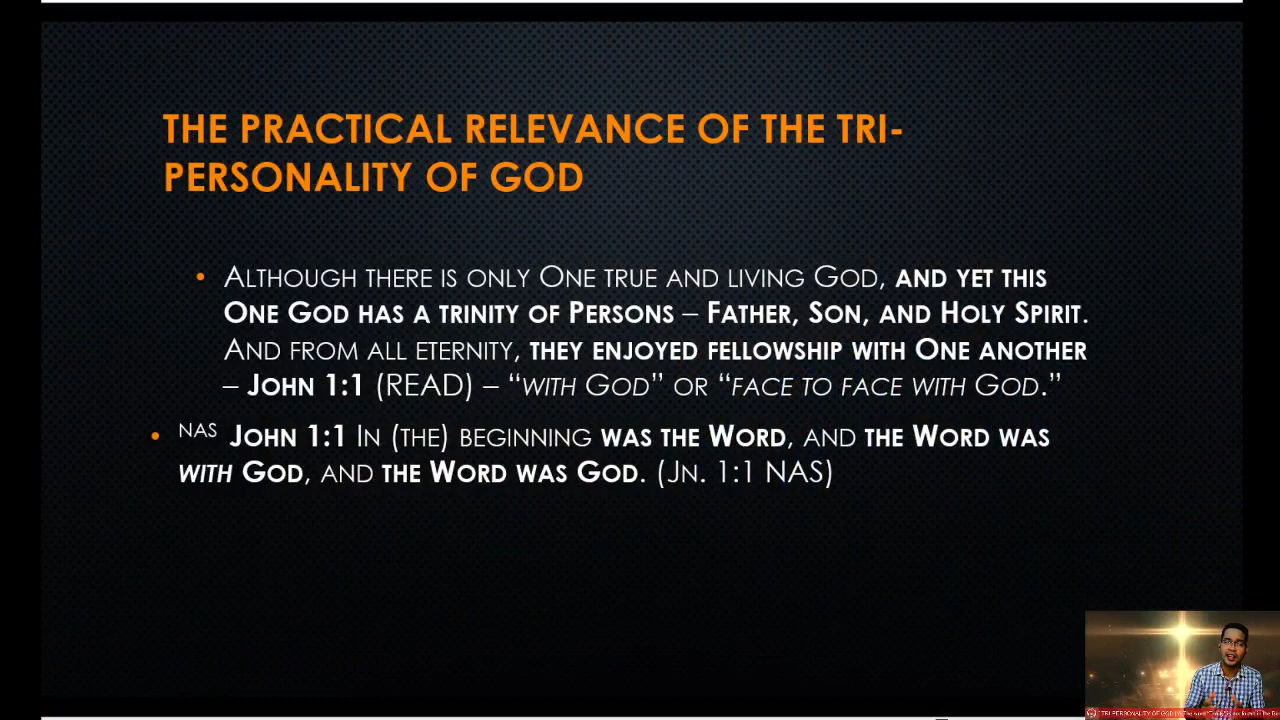 THE PRACTICAL RELEVANCE OF THE TRI-
PERSONALITY OF GOD
• ALTHOUGH THERE IS ONLY ONE TRUE AND LIVING GOD, AND YET THIS
ONE GOD HAS A TRINITY OF PERSONS – FATHER, SON, AND HOLY SPIRIT.
AND FROM ALL ETERNITY, THEY ENJOYED FELLOWSHIP WITH ONE ANOTHER
– JOHN 1:1 (READ) – “WITH GOD” OR “FACE TO FACE WITH GOD.”
• NAS JOHN 1:1 IN (THE) BEGINNING WAS THE WORD, AND THE WORD WAS
WITH GOD, AND THE WORD WAS GOD. (JN. 1:1 NAS)
TRI PERSONALITY OF GOD